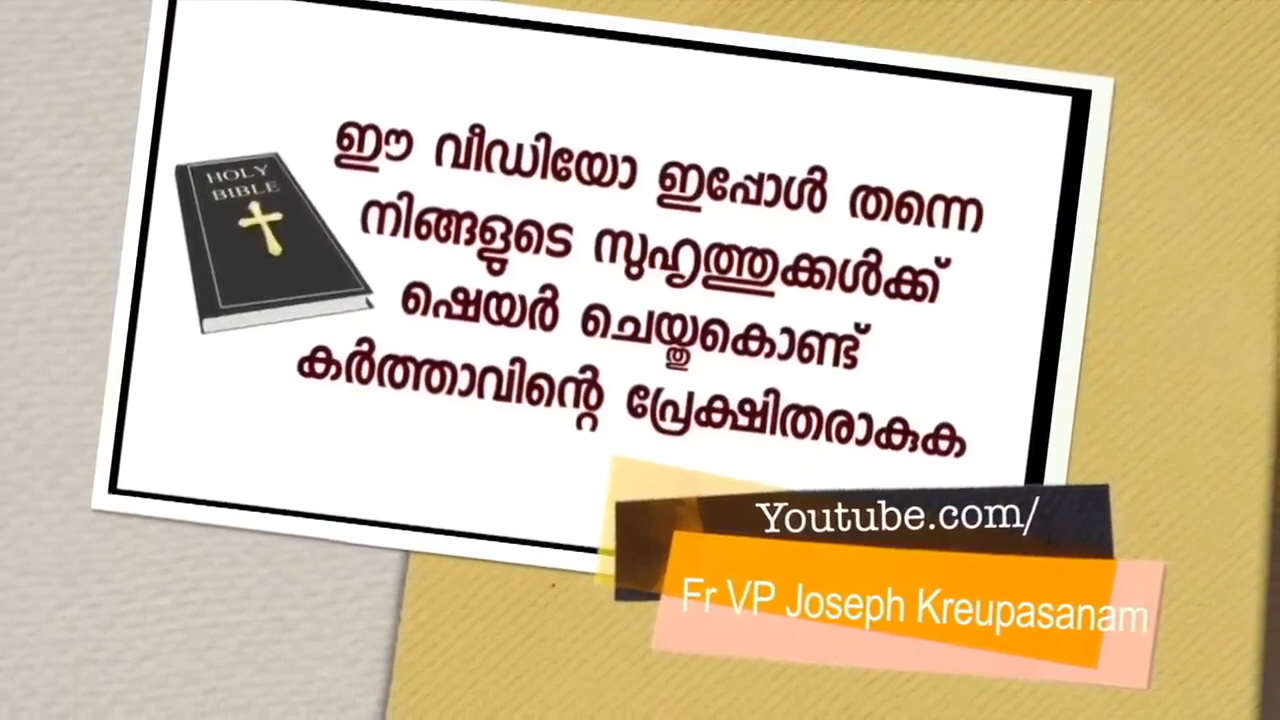 HOLY
BIBLE
ഈ വീഡിയോ ഇപ്പോൾ തന്നെ
നിങ്ങളുടെ സുഹൃത്തുക്കൾക്ക്
ഷെയർ ചെയ്തുകൊണ്ട്
കർത്താവിന്റെ പ്രേക്ഷിതരാകുക
Youtube.com/
Fr VP Joseph Kreupasanam